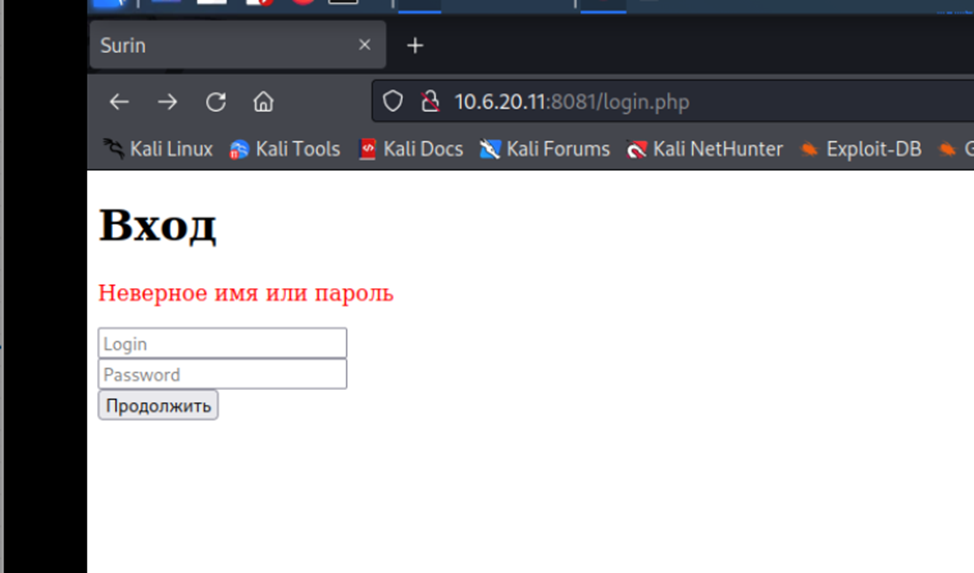 Surin
10.6.20.11:8081/login.php
Kali Linux Kali Tools Kali Docs Kali Forums Kali NetHunter Exploit-DB
Вход
Неверное имя или пароль
Login
Password
Продолжить